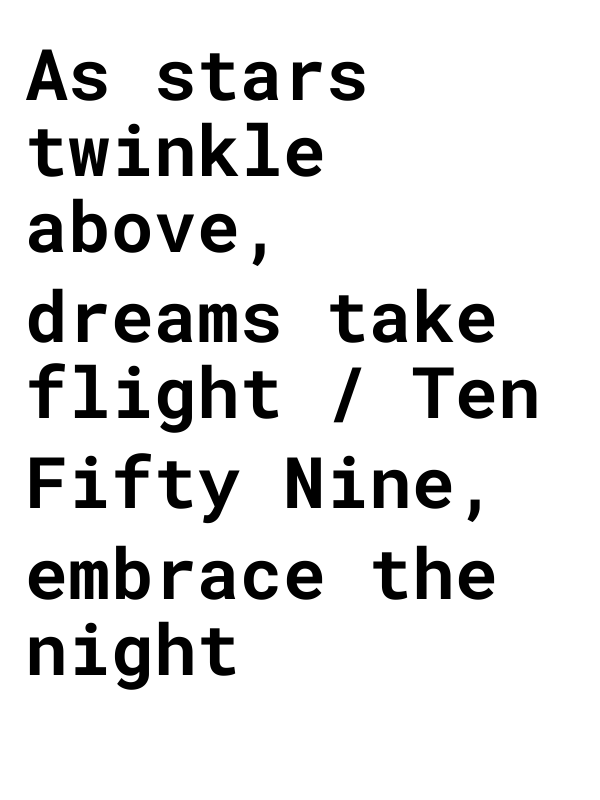 As stars
twinkle
above,
dreams take
flight / Ten
Fifty Nine,
embrace the
night